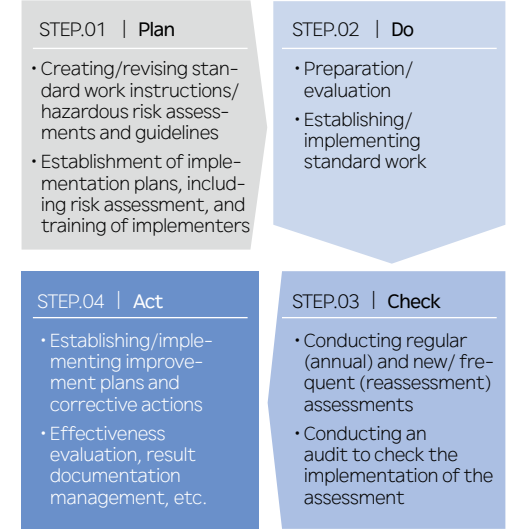 STEP.01 | Plan
• Creating/revising stan-
dard work instructions/
hazardous risk assess-
ments and guidelines
• Establishment of imple-
mentation plans, includ-
ing risk assessment, and
training of implementers
STEP.02 | Do
• Preparation/
evaluation
• Establishing/
implementing
standard work
STEP.03 | Check
• Conducting regular
(annual) and new/ fre-
quent (reassessment)
assessments
• Conducting an
audit to check the
implementation of the
assessment
STEP.04 | Act
• Establishing/imple-
menting improve-
ment plans and
corrective actions
• Effectiveness
evaluation, result
documentation
management, etc.